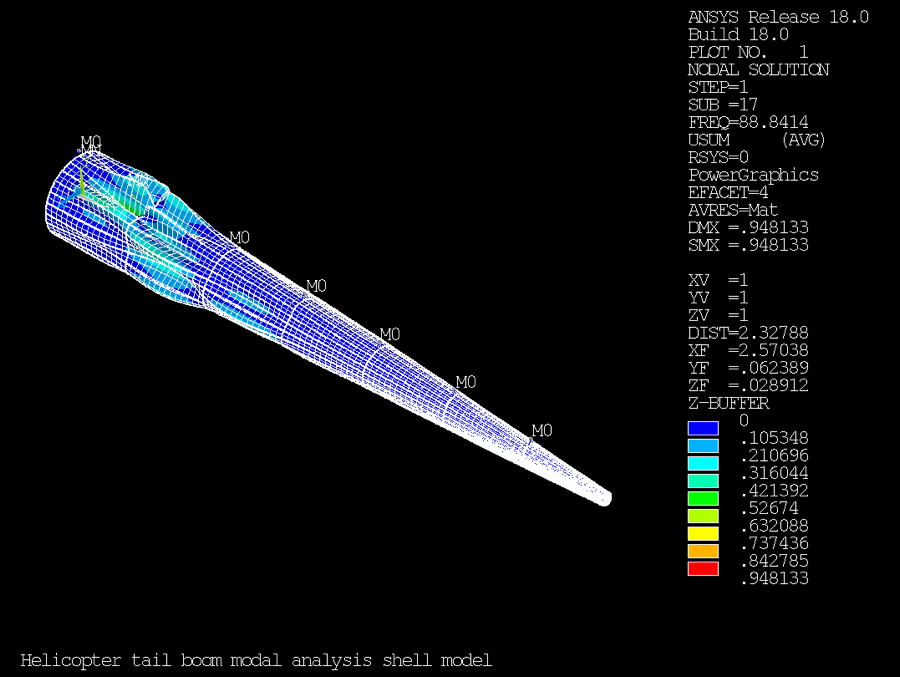 ANSYS Release 18.0
Build 18.0
PLOT NO.   1
NODAL SOLUTION
STEP=1
SUB =17
FREQ=88.8414
USUM     (AVG)
RSYS=0
PowerGraphics
EFACET=4
AVRES=Mat
DMX =.948133
SMX =.948133
XV  =1
YV  =1
ZV  =1
DIST=2.32788
XF  =2.57038
YF  =.062389
ZF  =.028912
Z-BUFFER
0
.105348
.210696
.316044
.421392
.52674
.632088
.737436
.842785
.948133
M0
M0
M0
M0
M0
M0
Helicopter tail boom modal analysis shell model